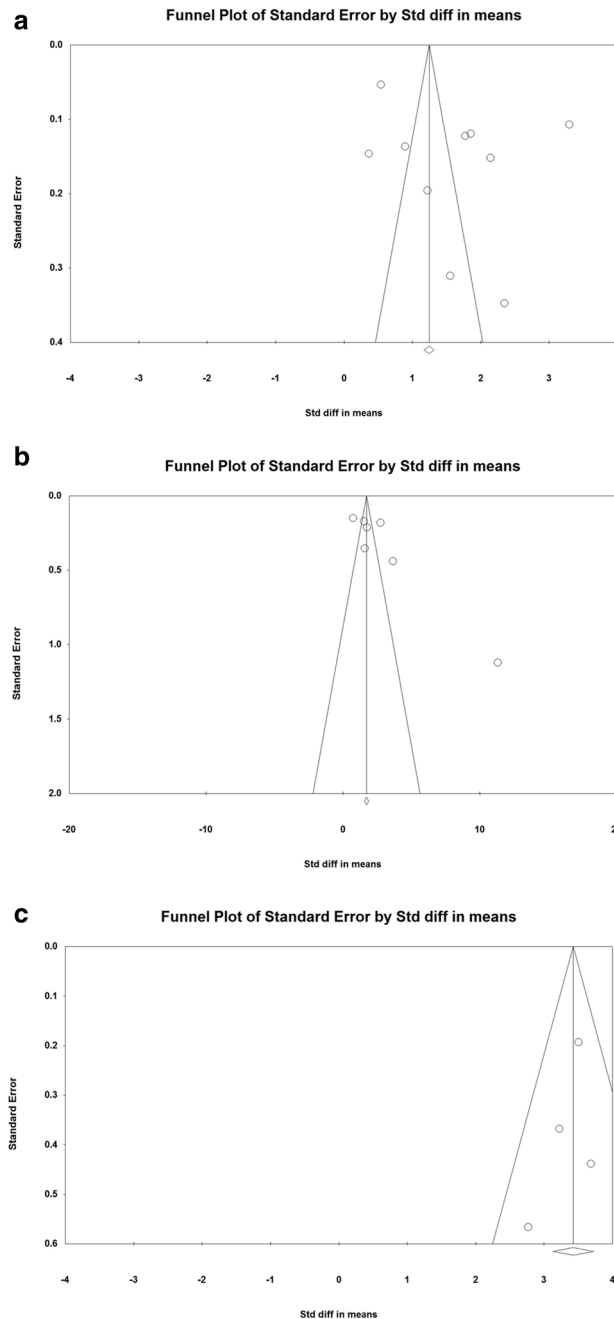 a
Funnel Plot of Standard Error by Std diff in means
0.0
0.1
0.2
0.3
0.4
Standard Error
-4 -3 -2 -1 0 1 2 3
Std diff in means
b
Funnel Plot of Standard Error by Std diff in means
0.0
0.5
1.0
1.5
2.0
Standard Error
-20 -10 0 10 20
Std diff in means
c
Funnel Plot of Standard Error by Std diff in means
0.0
0.1
0.2
0.3
0.4
0.5
0.6
Standard Error
-4 -3 -2 -1 0 1 2 3 4
Std diff in means